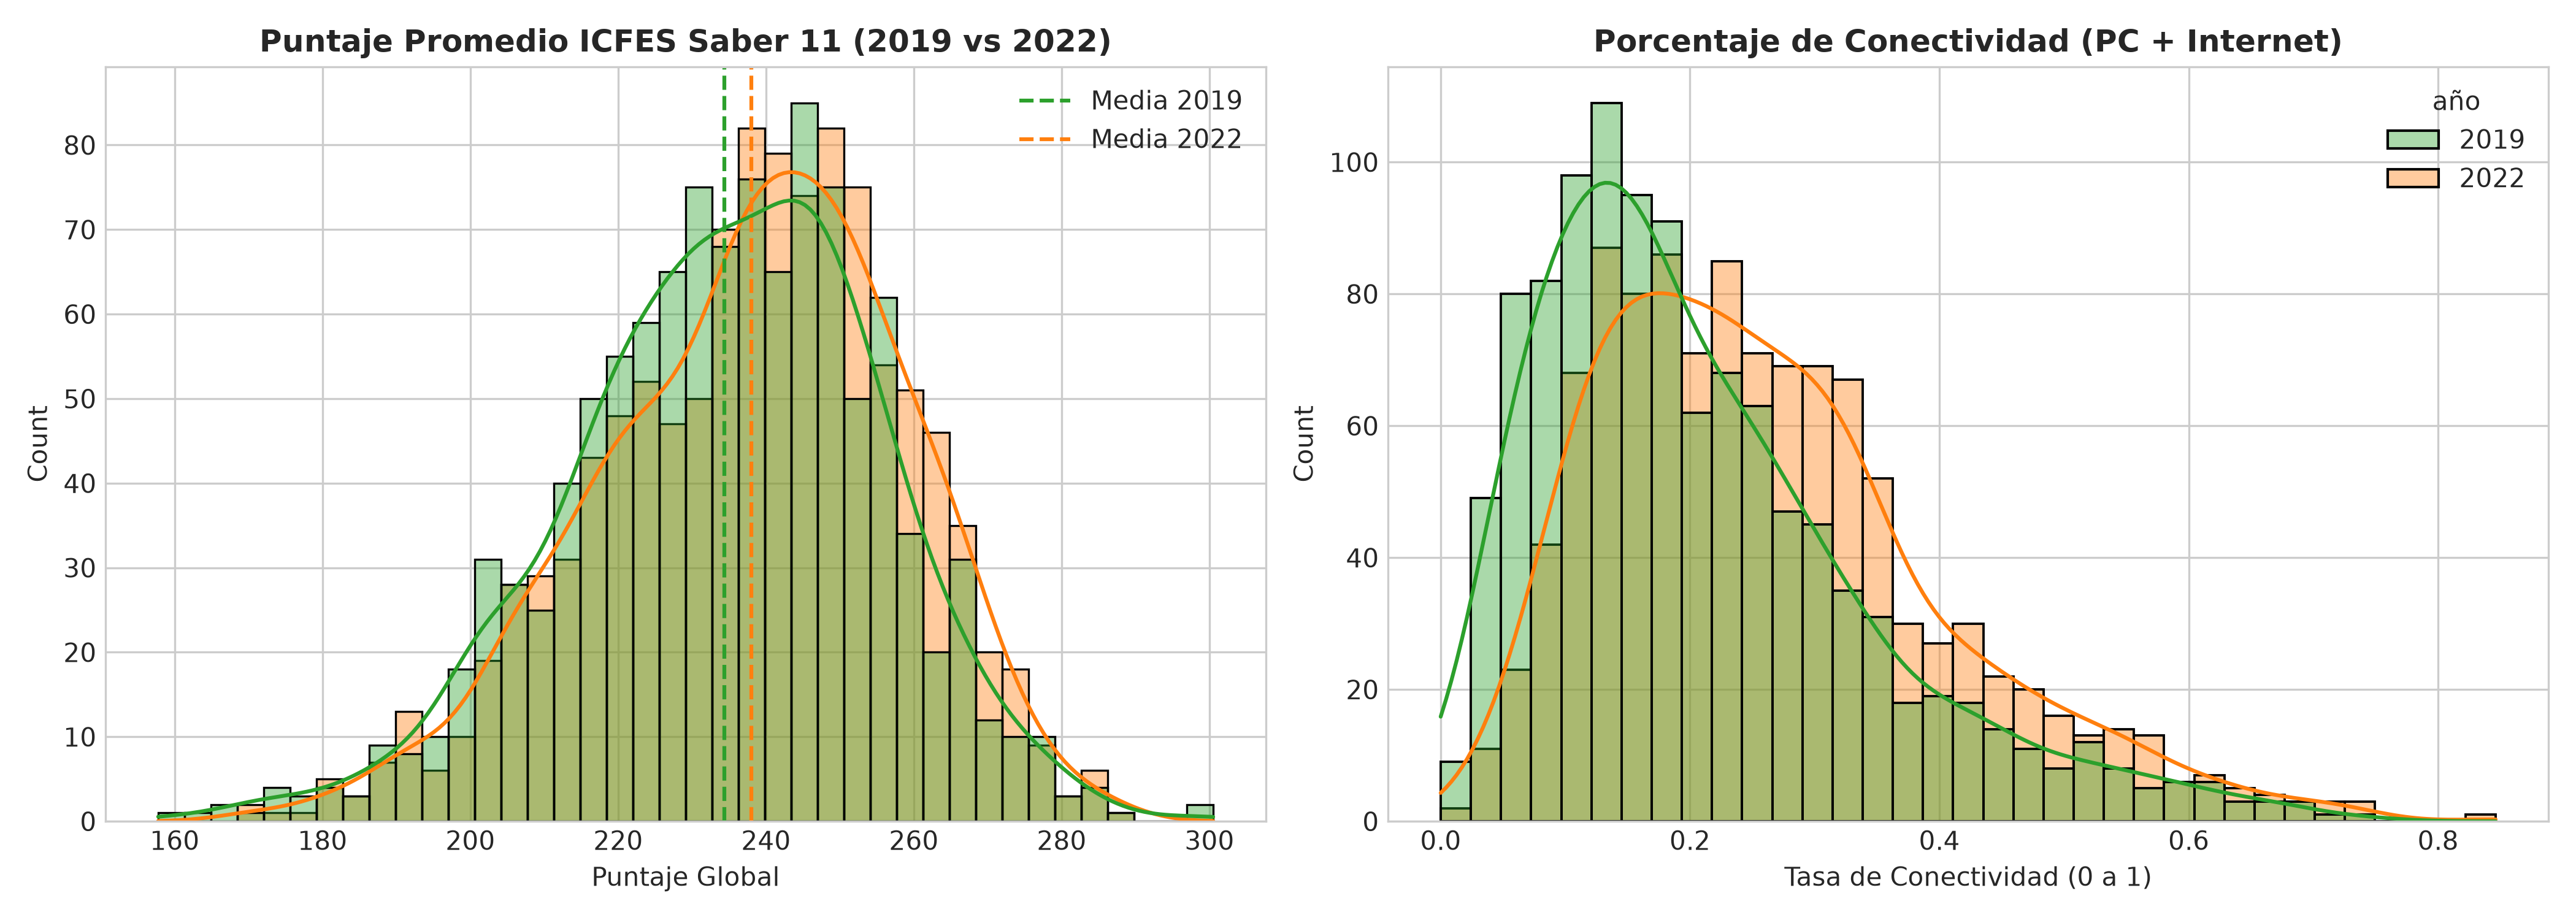 Puntaje Promedio ICFES Saber 11 (2019 vs 2022)
Media 2019
Media 2022
80
70
60
50
40
30
20
10
0
Count
160 180 200 220 240 260 280 300
Puntaje Global
Porcentaje de Conectividad (PC + Internet)
año
2019
2022
100
80
60
40
20
0
Count
0.0 0.2 0.4 0.6 0.8
Tasa de Conectividad (0 a 1)